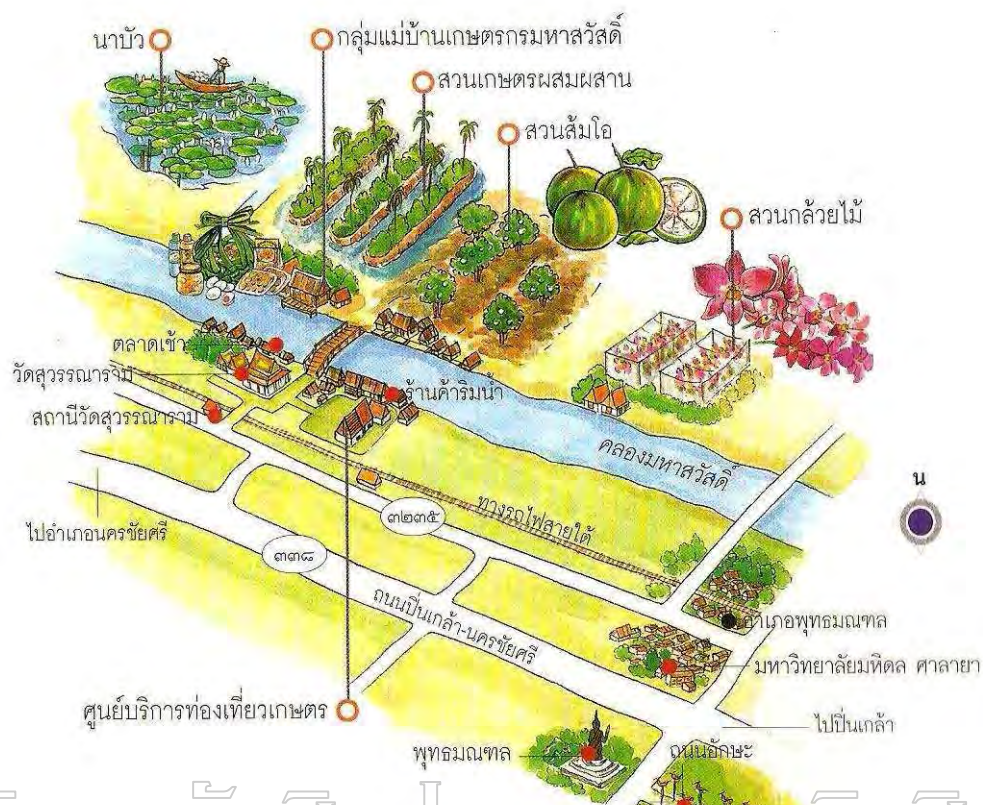 นาบัว
กลุ่มแม่บ้านเกษตรกรมหาสวัสดิ์
สวนเกษตรผสมผสาน
สวนส้มโอ
สวนกล้วยไม้
ตลาดเช้า
วัดสุวรรณาราม
ร้านค้าริมน้ำ
สถานีวัดสุวรรณาราม
คลองมหาสวัสดิ์
น
ไปอำเภอนครชัยศรี
๓๒๓๕
ทางรถไฟสายใต้
๓๓๘
ถนนปิ่นเกล้า-นครชัยศรี
อำเภอพุทธมณฑล
มหาวิทยาลัยมหิดล ศาลายา
ศูนย์บริการท่องเที่ยวเกษตร
ไปปิ่นเกล้า
พุทธมณฑล
ถนนอักษะ